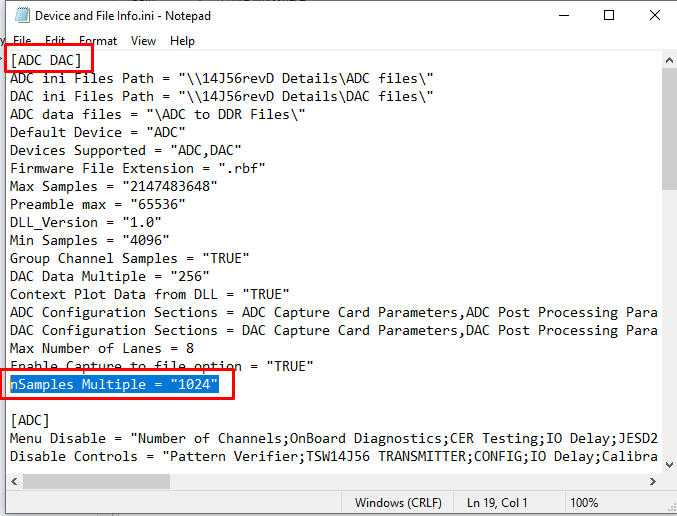 Device and File Info.ini - Notepad
File Edit Format View Help
[ADC DAC]
ADC ini Files Path = "\\14J56revD Details\ADC files\"
DAC ini Files Path = "\\14J56revD Details\DAC files\"
ADC data files = "\ADC to DDR Files\"
Default Device = "ADC"
Devices Supported = "ADC,DAC"
Firmware File Extension = ".rbf"
Max Samples = "2147483648"
Preamble max = "65536"
DLL_Version = "1.0"
Min Samples = "4096"
Group Channel Samples = "TRUE"
DAC Data Multiple = "256"
Context Plot Data from DLL = "TRUE"
ADC Configuration Sections = ADC Capture Card Parameters,ADC Post Processing Para
DAC Configuration Sections = DAC Capture Card Parameters,DAC Post Processing Para
Max Number of Lanes = 8
Enable Capture to file option = "TRUE"
nSamples Multiple = "1024"
[ADC]
Menu Disable = "Number of Channels;OnBoard Diagnostics;CER Testing;IO Delay;JESD2
Disable Controls = "Pattern Verifier;TSW14J56 TRANSMITTER;CONFIG;IO Delay;Calibra
Windows (CRLF) Ln 19, Col 1 100%